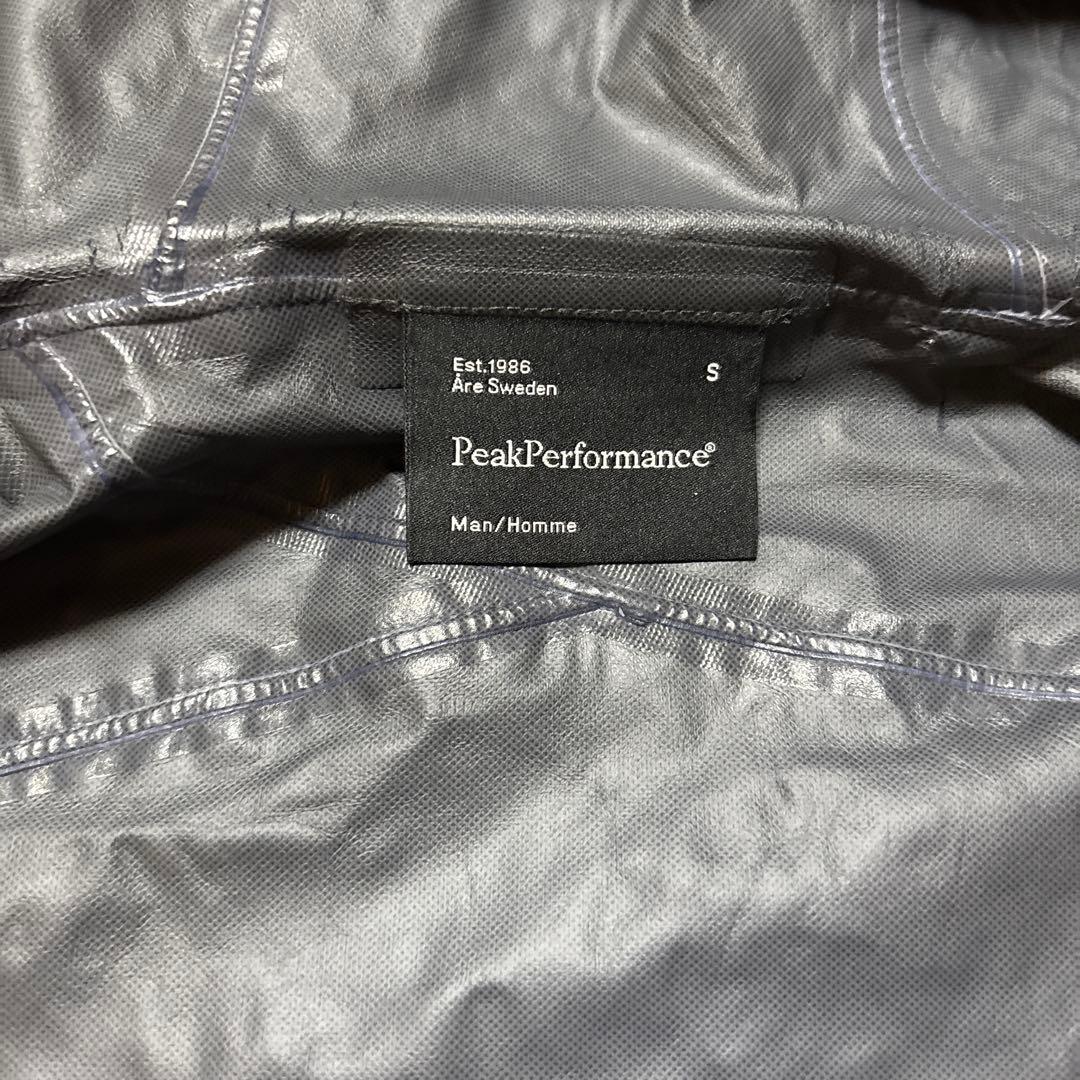 Est.1986
Åre Sweden
S
PeakPerformance®
Man/Homme